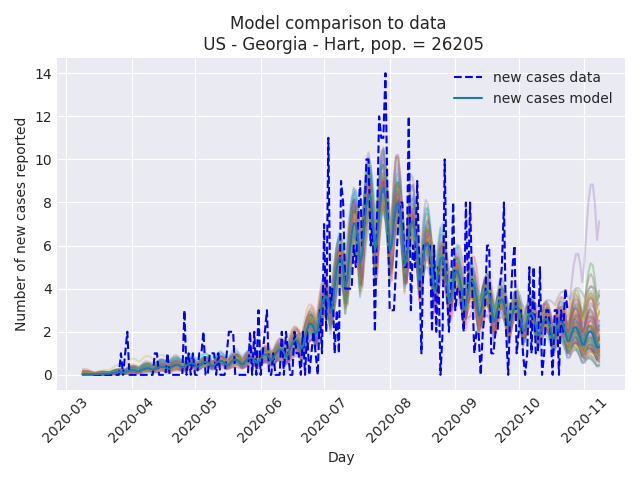 Model comparison to data
US - Georgia - Hart, pop. = 26205
new cases data
new cases model
Number of new cases reported
14
12
10
8
6
4
2
0
2020-03
2020-04
2020-05
2020-06
2020-07
2020-08
2020-09
2020-10
2020-11
Day